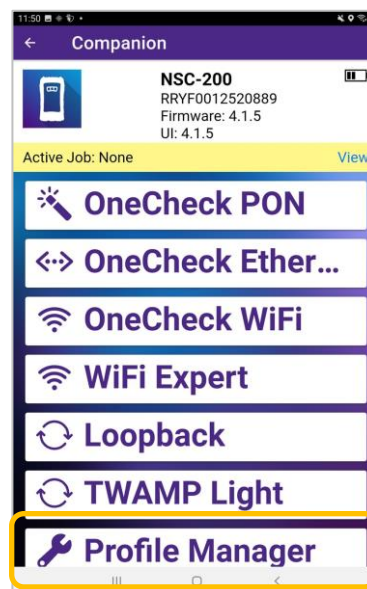 11:50
Companion
NSC-200
RRYF0012520889
Firmware: 4.1.5
UI: 4.1.5
Active Job: None View
OneCheck PON
OneCheck Ether...
OneCheck WiFi
WiFi Expert
Loopback
TWAMP Light
Profile Manager